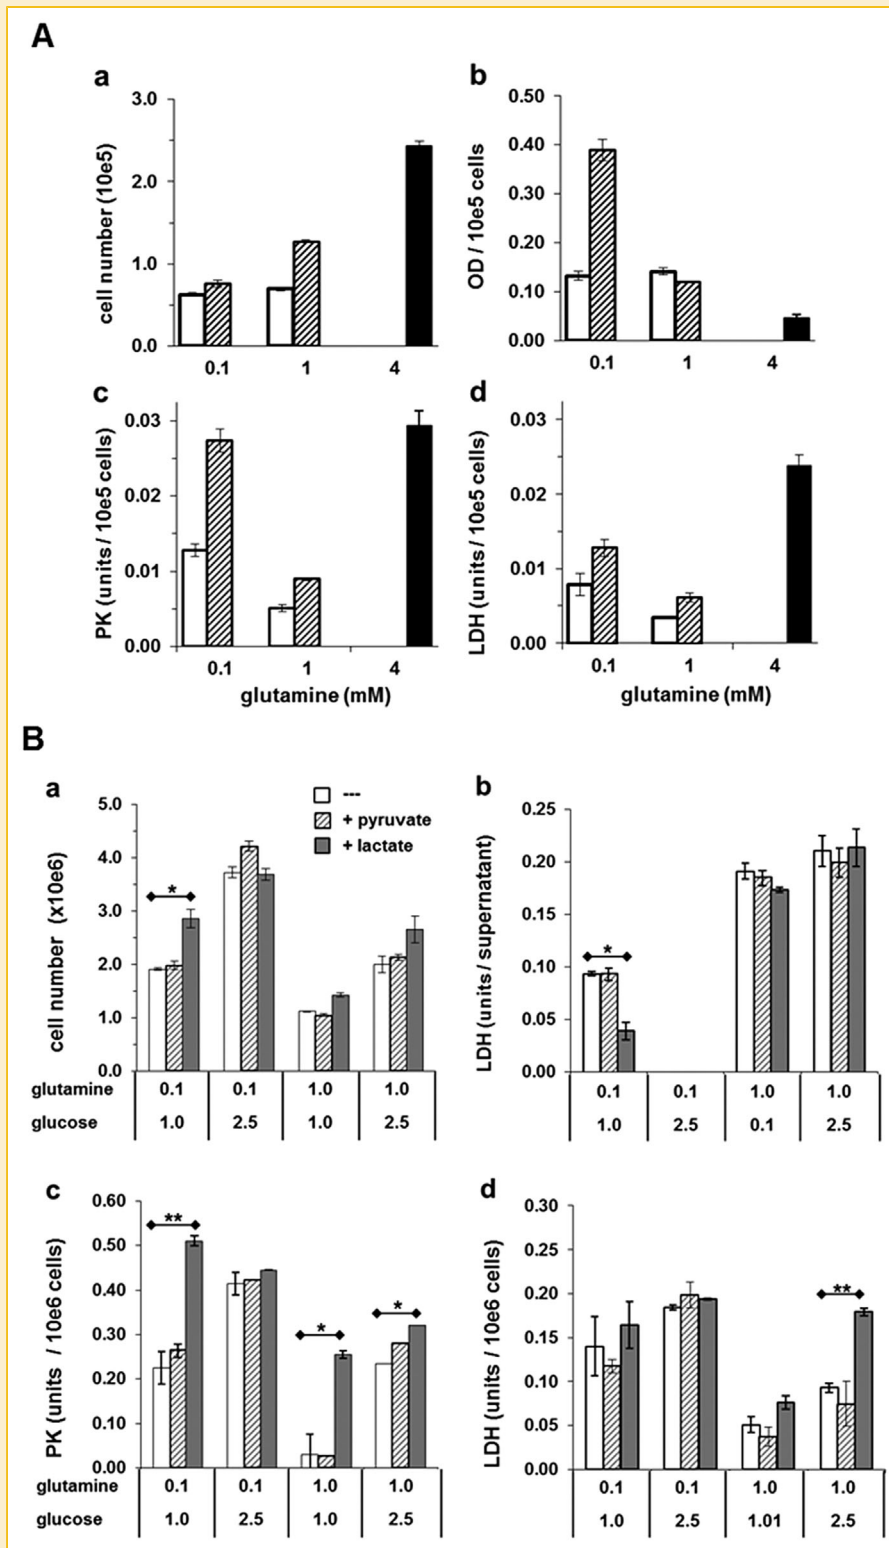 A
a
b
cell number (10e5)
3.0
2.0
1.0
0.0
0.1
1
4
OD / 10e5 cells
0.50
0.40
0.30
0.20
0.10
0.00
0.1
1
4
c
d
PK (units / 10e5 cells)
0.03
0.02
0.01
0.00
0.1
1
4
glutamine (mM)
LDH (units / 10e5 cells)
0.03
0.02
0.01
0.00
0.1
1
4
glutamine (mM)
B
a
cell number (x10e6)
5.0
4.0
3.0
2.0
1.0
0.0
---
+ pyruvate
+ lactate
*
glutamine 0.1 0.1 1.0 1.0
glucose 1.0 2.5 1.0 2.5
b
LDH (units / supernatant)
0.25
0.20
0.15
0.10
0.05
0.00
*
0.1 0.1 1.0 1.0
1.0 2.5 0.1 2.5
c
PK (units / 10e6 cells)
0.60
0.50
0.40
0.30
0.20
0.10
0.00
**
*
*
glutamine 0.1 0.1 1.0 1.0
glucose 1.0 2.5 1.0 2.5
d
LDH (units / 10e6 cells)
0.30
0.25
0.20
0.15
0.10
0.05
0.00
**
0.1 0.1 1.0 1.0
1.0 2.5 1.01 2.5